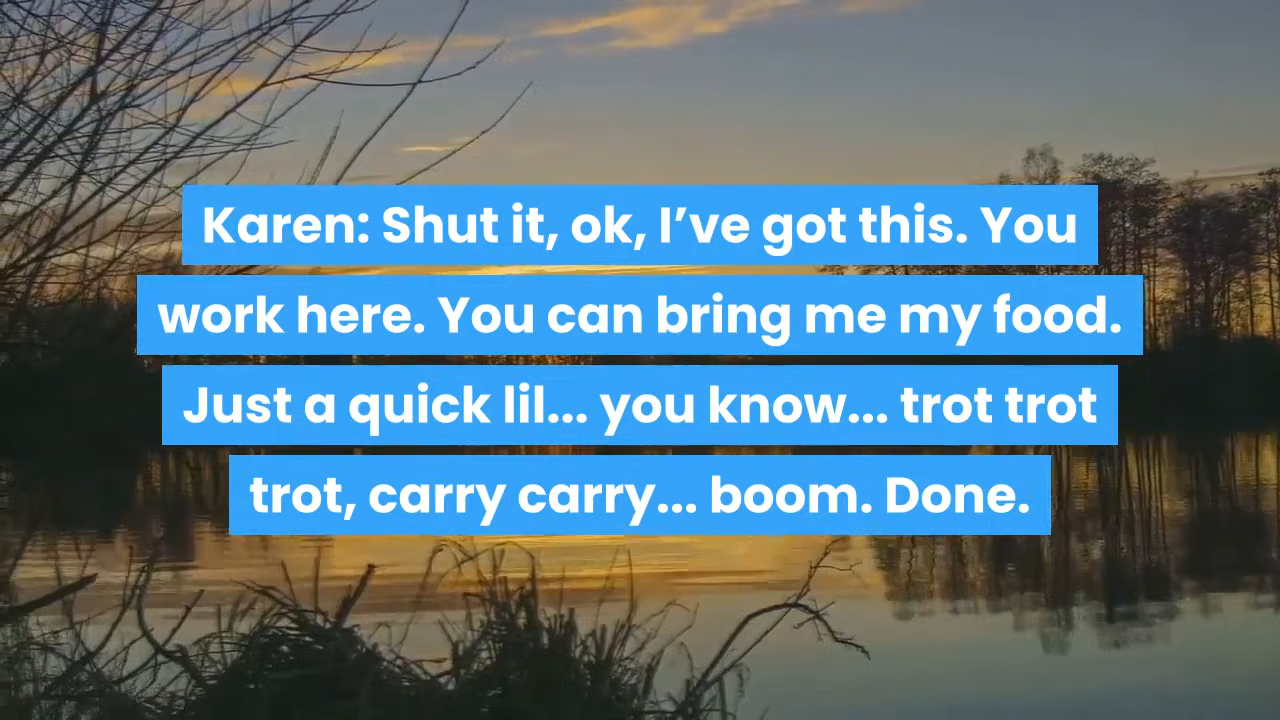 Karen: Shut it, ok, I’ve got this. You
work here. You can bring me my food.
Just a quick lil... you know... trot trot
trot, carry carry... boom. Done.